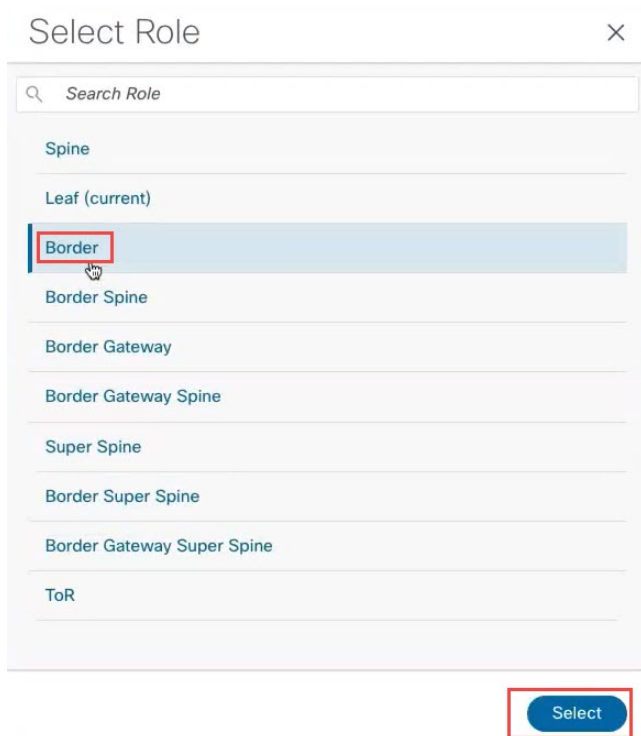 Select Role
Search Role
Spine
Leaf (current)
Border
Border Spine
Border Gateway
Border Gateway Spine
Super Spine
Border Super Spine
Border Gateway Super Spine
ToR
Select